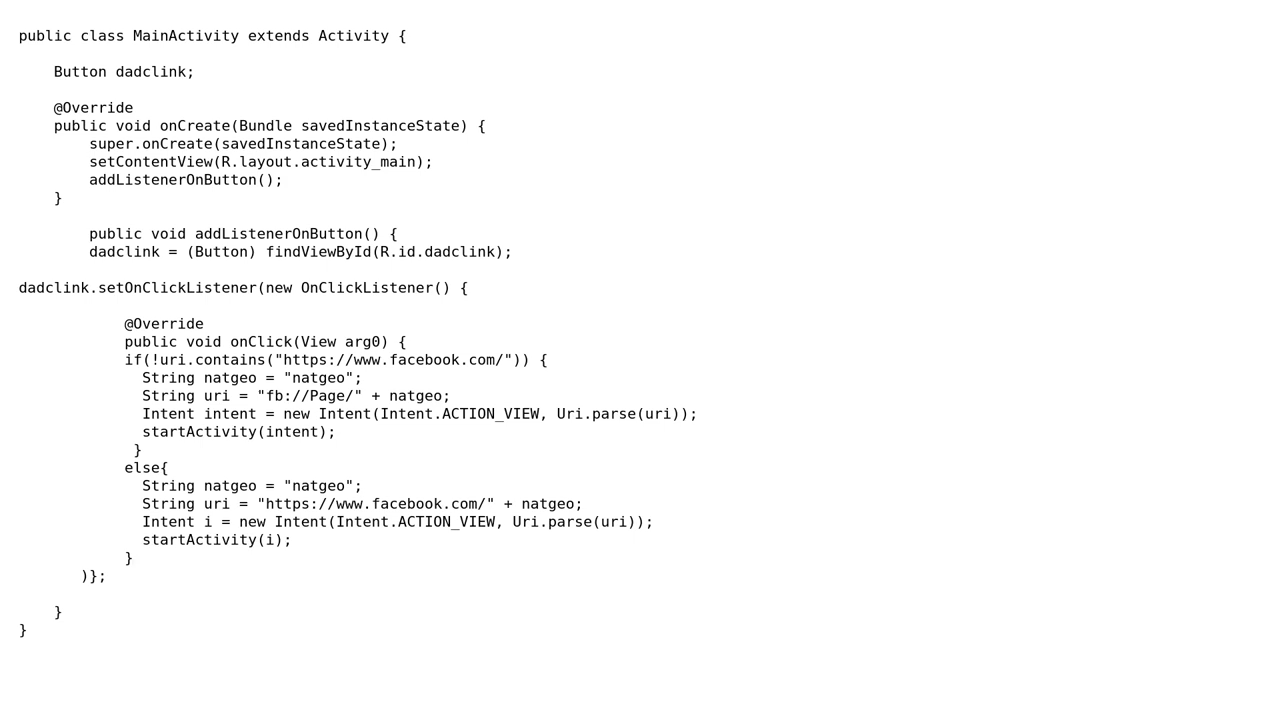 public class MainActivity extends Activity {
Button dadclink;
@Override
public void onCreate(Bundle savedInstanceState) {
super.onCreate(savedInstanceState);
setContentView(R.layout.activity_main);
addListenerOnButton();
}
public void addListenerOnButton() {
dadclink = (Button) findViewById(R.id.dadclink);
dadclink.setOnClickListener(new OnClickListener() {
@Override
public void onClick(View arg0) {
if(!uri.contains("https://www.facebook.com/")) {
String natgeo = "natgeo";
String uri = "fb://Page/" + natgeo;
Intent intent = new Intent(Intent.ACTION_VIEW, Uri.parse(uri));
startActivity(intent);
}
else{
String natgeo = "natgeo";
String uri = "https://www.facebook.com/" + natgeo;
Intent i = new Intent(Intent.ACTION_VIEW, Uri.parse(uri));
startActivity(i);
}
)};
}
}